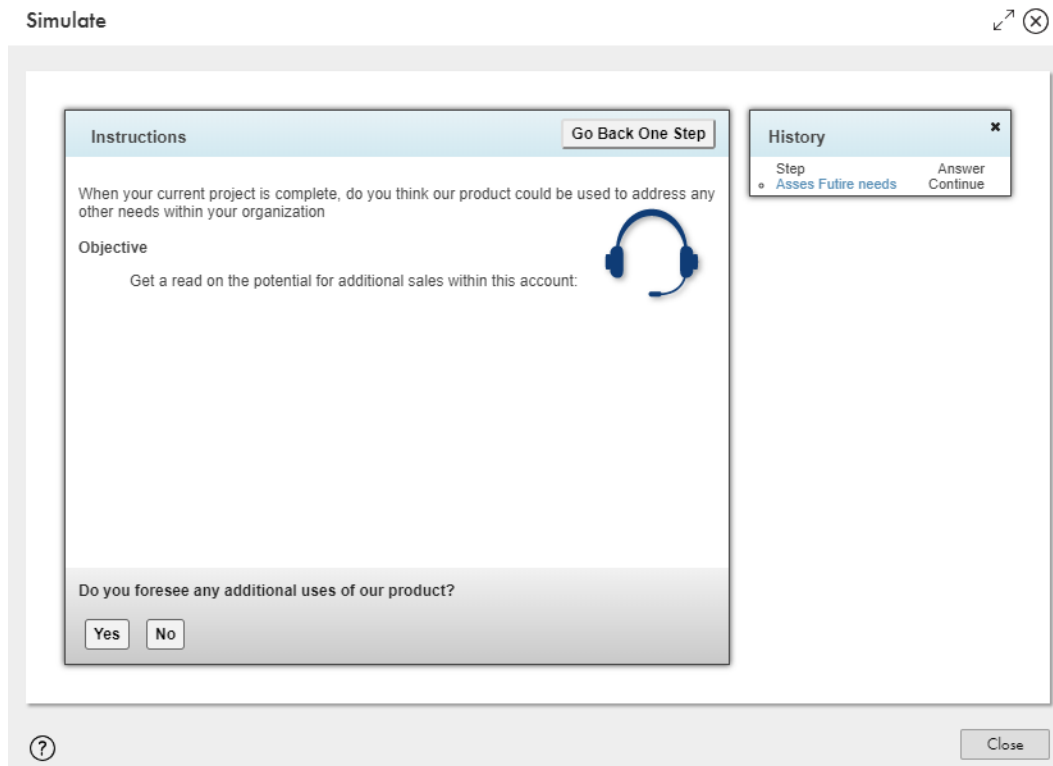 Simulate
Instructions
Go Back One Step
When your current project is complete, do you think our product could be used to address any
other needs within your organization
Objective
Get a read on the potential for additional sales within this account:
Do you foresee any additional uses of our product?
Yes
No
History
Step Answer
Asses Futire needs Continue
?
Close